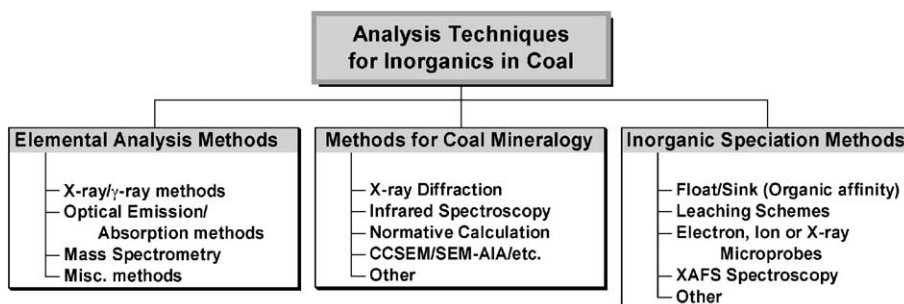 Analysis Techniques
for Inorganics in Coal
Elemental Analysis Methods
X-ray/γ-ray methods
Optical Emission/
Absorption methods
Mass Spectrometry
Misc. methods
Methods for Coal Mineralogy
X-ray Diffraction
Infrared Spectroscopy
Normative Calculation
CCSEM/SEM-AIA/etc.
Other
Inorganic Speciation Methods
Float/Sink (Organic affinity)
Leaching Schemes
Electron, Ion or X-ray
Microprobes
XAFS Spectroscopy
Other